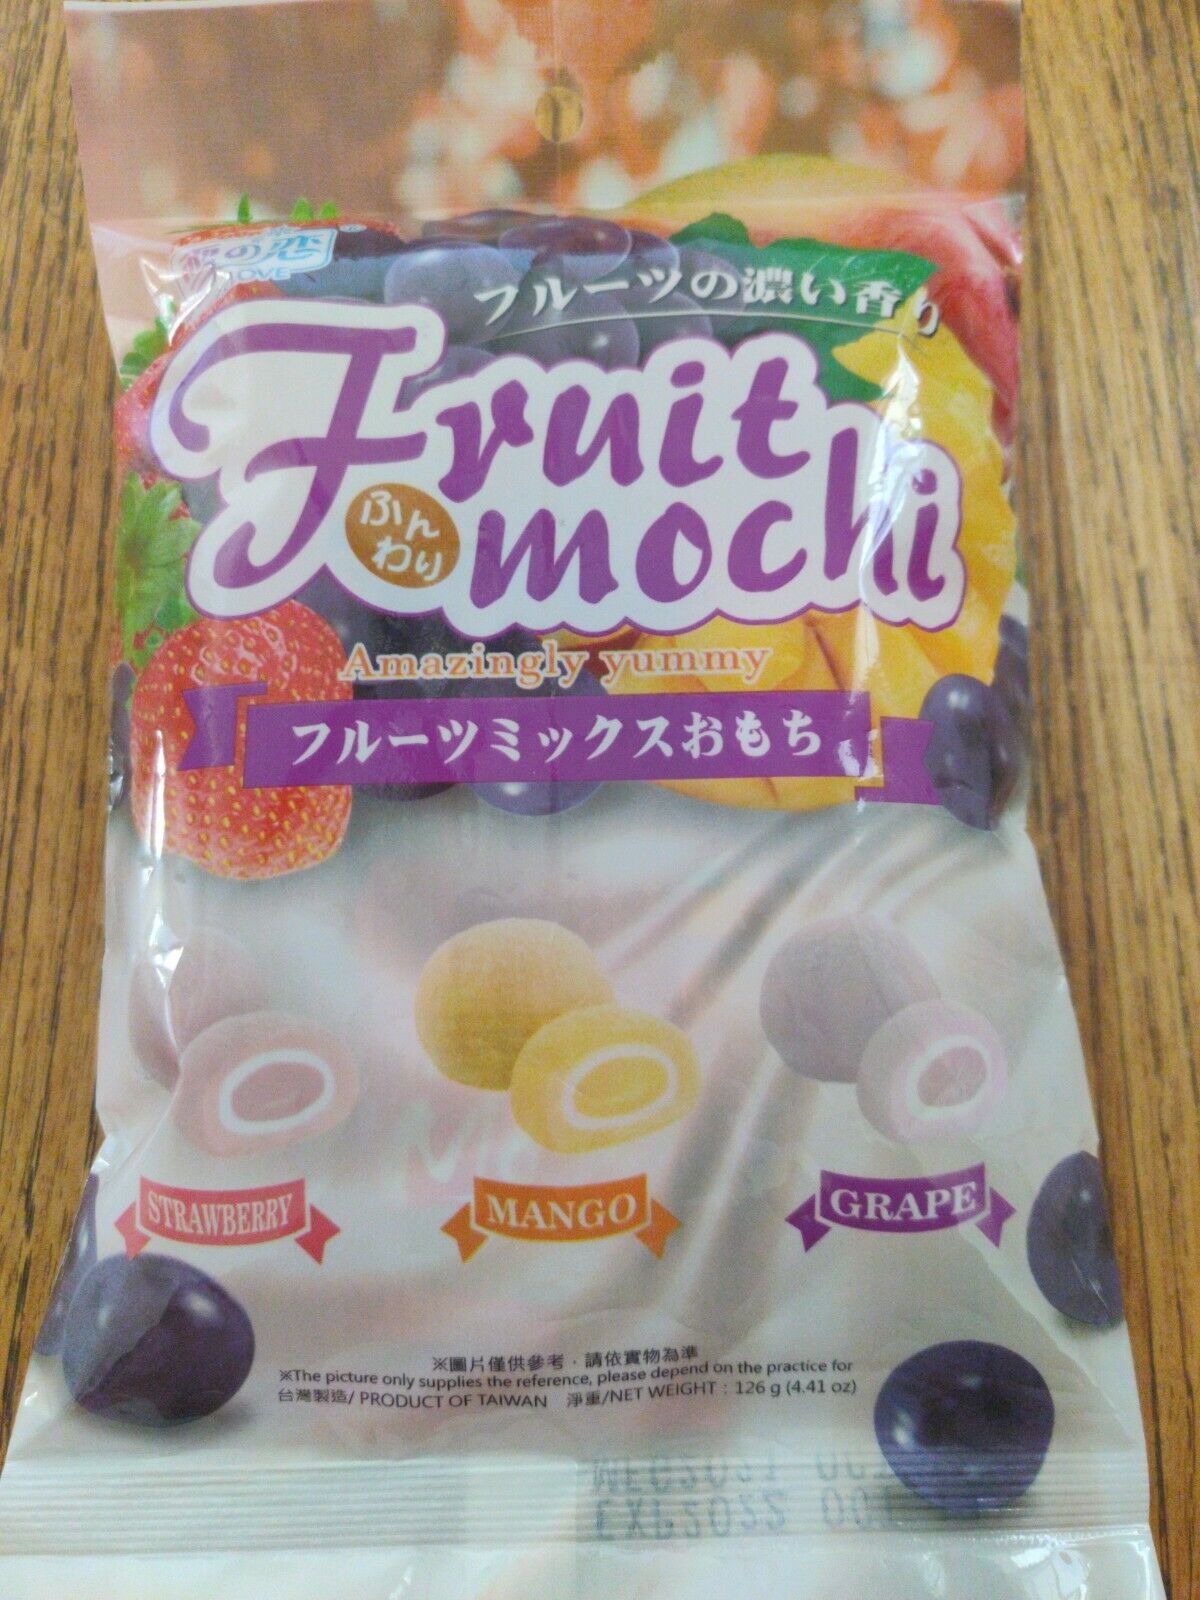 の恋®
LOVE
フルーツの濃い香り
Fruit
ふんわり
mochi
Amazingly yummy
フルーツミックスおもち
STRAWBERRY
MANGO
GRAPE
※圖片僅供參考，請依實物為準
※The picture only supplies the reference, please depend on the practice for
台灣製造/ PRODUCT OF TAIWAN 淨重/NET WEIGHT : 126 g (4.41 oz)